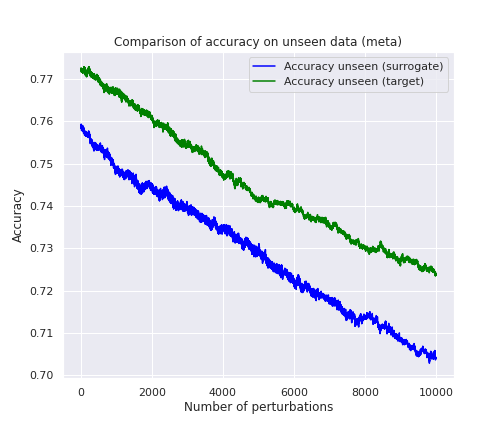 Comparison of accuracy on unseen data (meta)
Accuracy unseen (surrogate)
Accuracy unseen (target)
Accuracy
0.77
0.76
0.75
0.74
0.73
0.72
0.71
0.70
0 2000 4000 6000 8000 10000
Number of perturbations